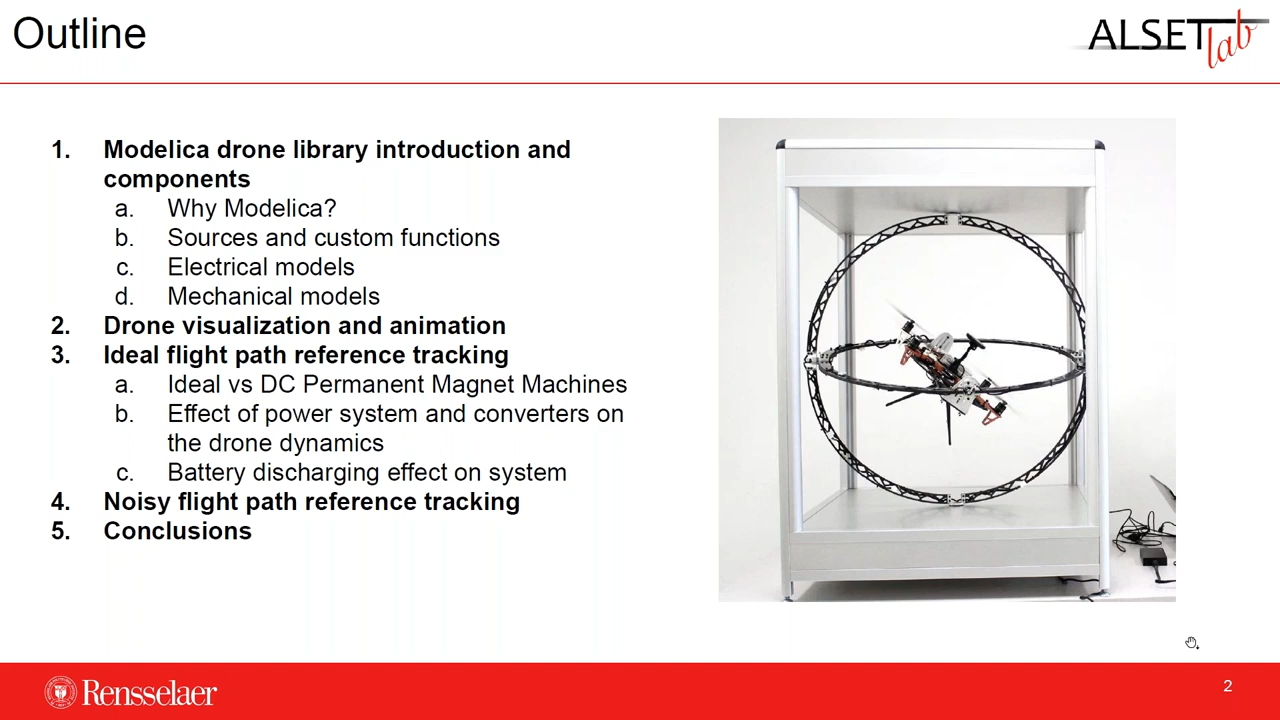 Outline
ALSET lab
1. Modelica drone library introduction and
components
a. Why Modelica?
b. Sources and custom functions
c. Electrical models
d. Mechanical models
2. Drone visualization and animation
3. Ideal flight path reference tracking
a. Ideal vs DC Permanent Magnet Machines
b. Effect of power system and converters on
the drone dynamics
c. Battery discharging effect on system
4. Noisy flight path reference tracking
5. Conclusions
Rensselaer
2